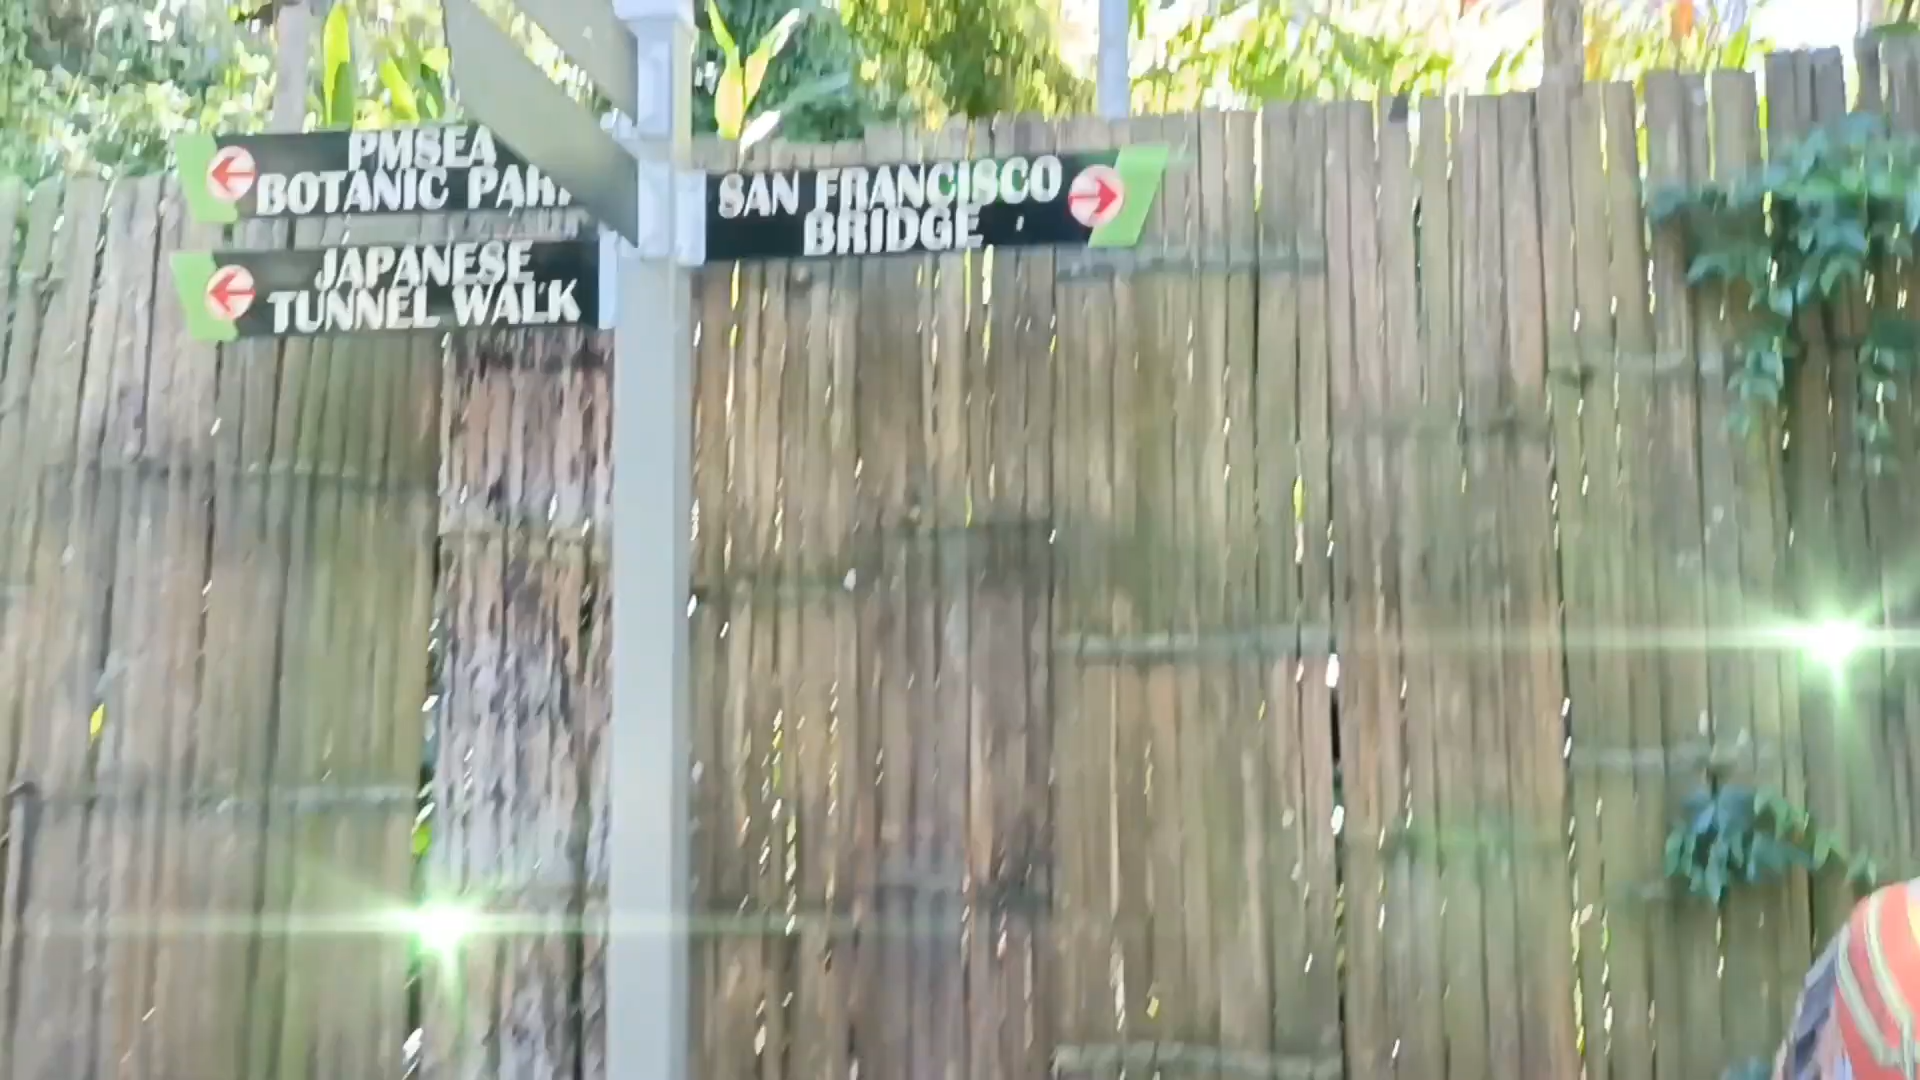 PMSEA
BOTANIC
JAPANESE
TUNNEL WALK
SAN FRANCISCO
BRIDGE